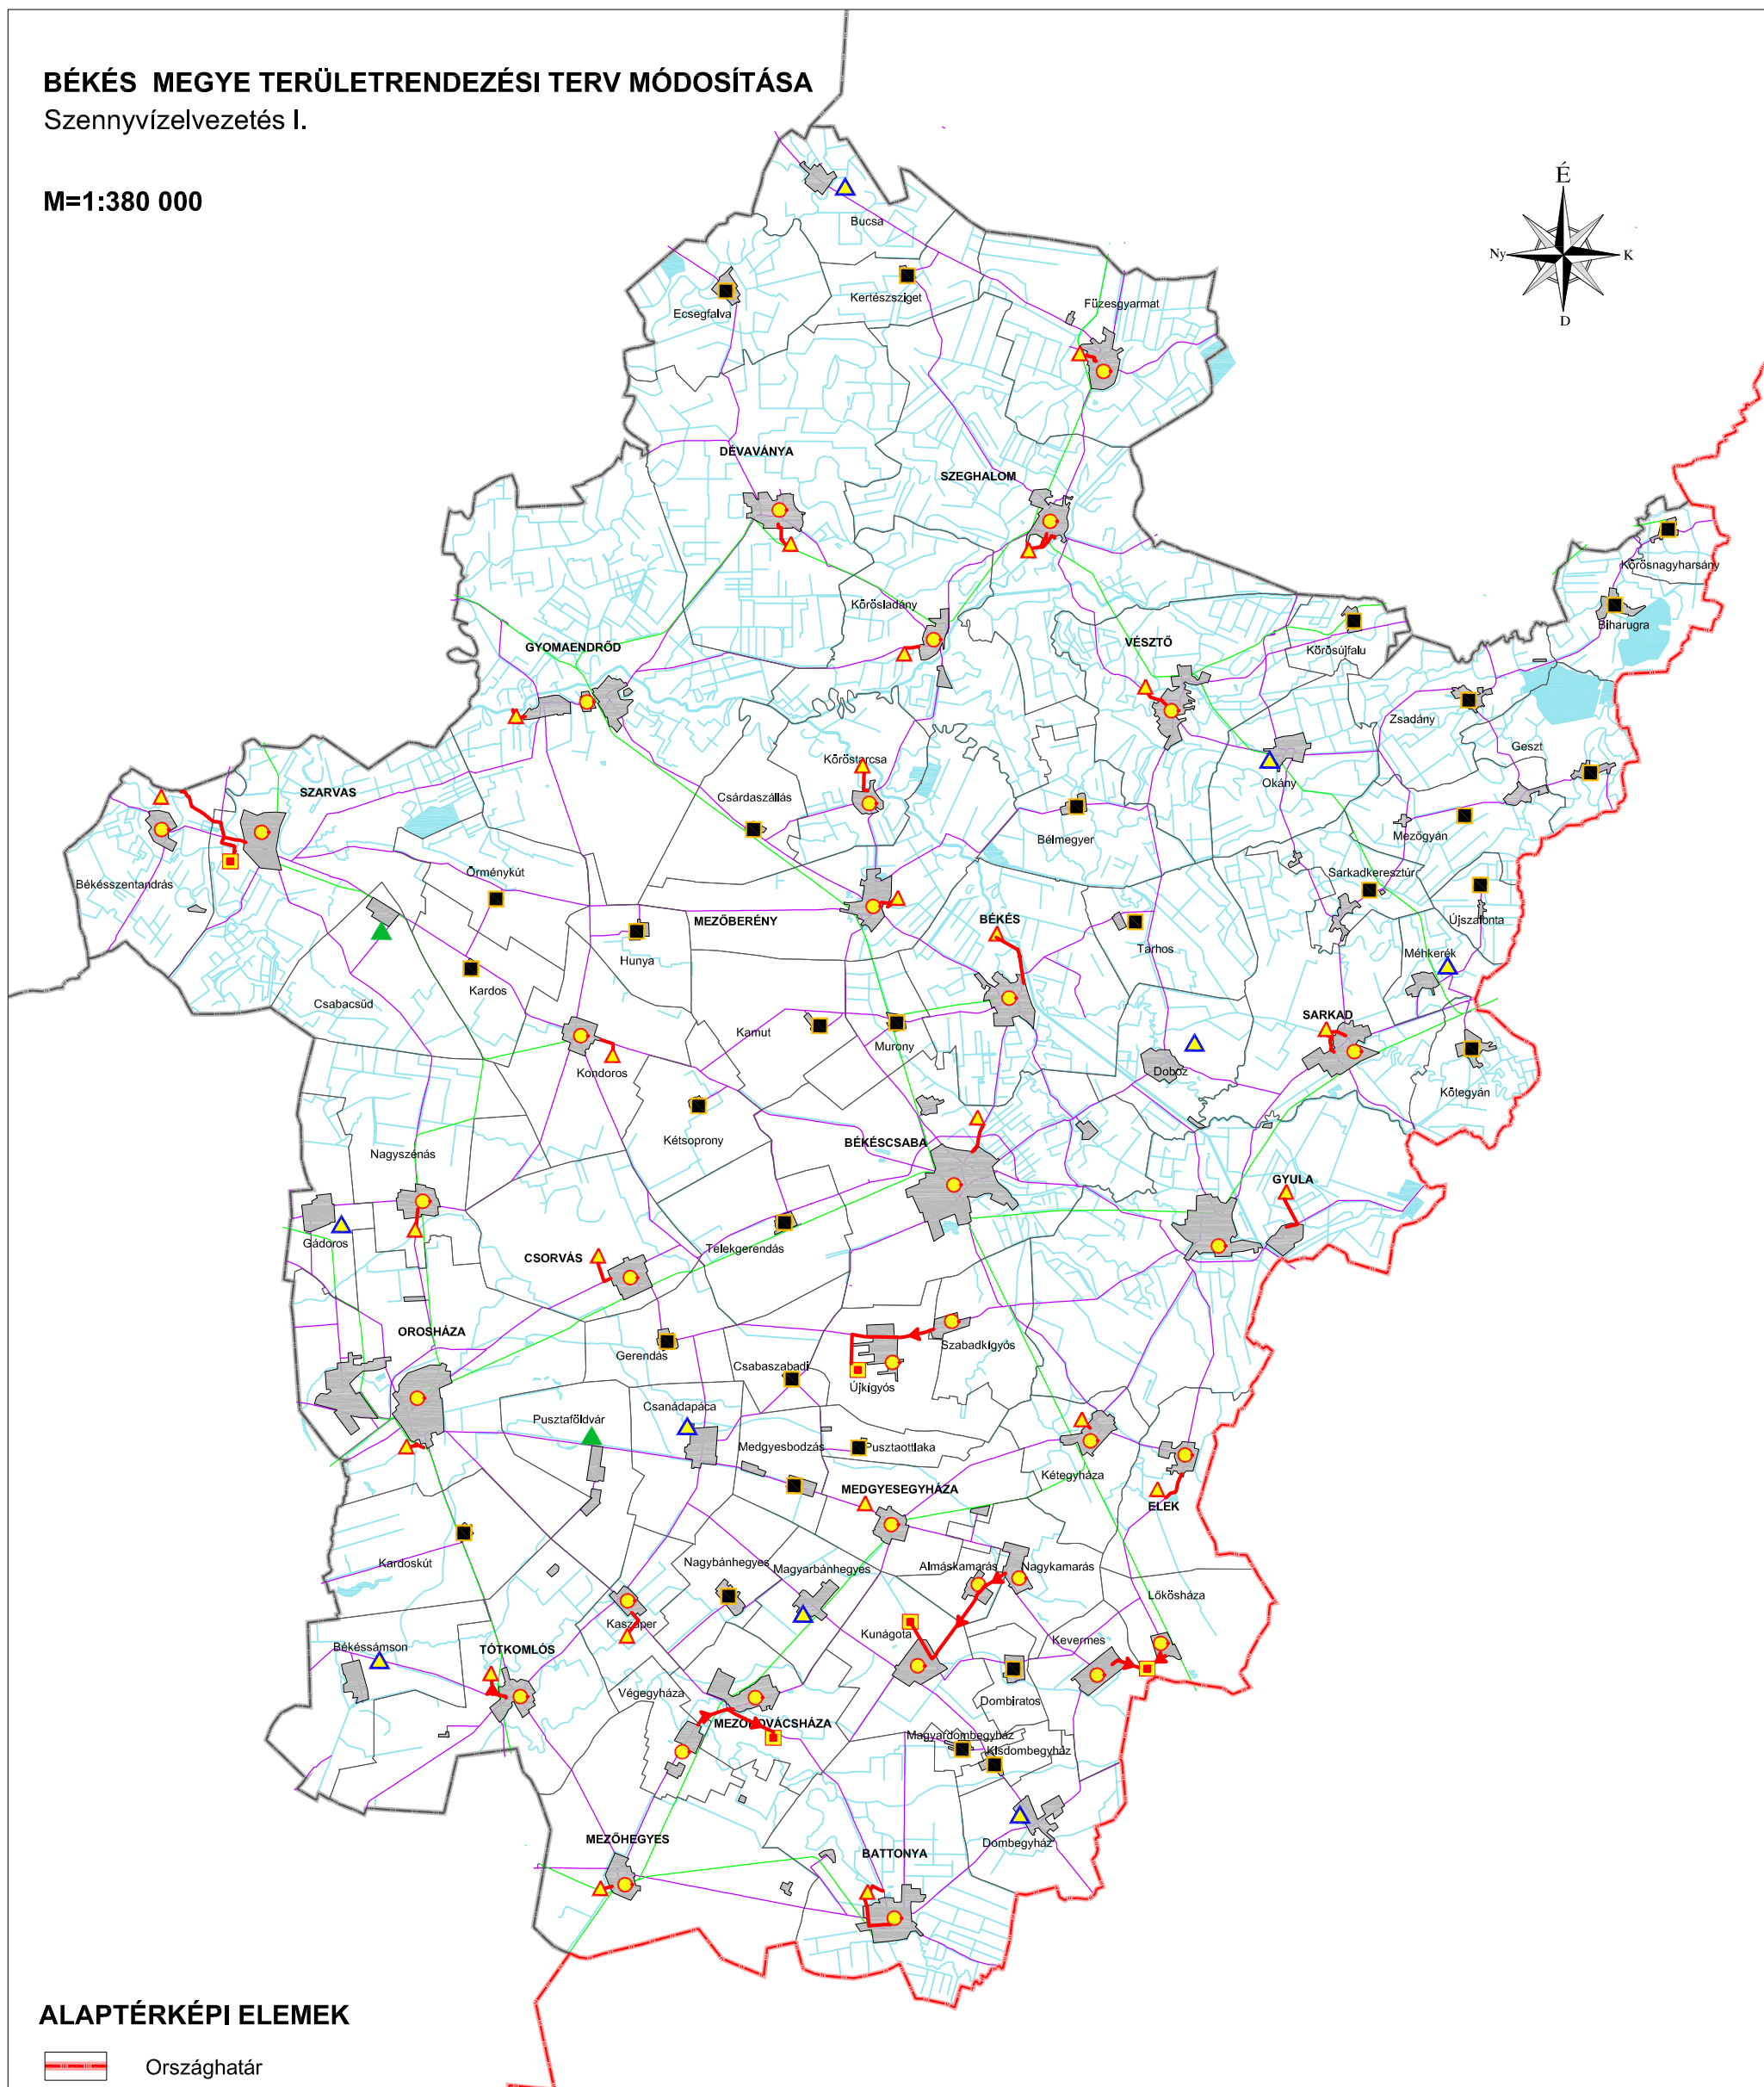 BÉKÉS MEGYE TERÜLETRENDEZÉSI TERV MÓDOSÍTÁSA
Szennyvízelvezetés I.
M=1:380 000
É
Ny
K
D
Bucsa
Kertészsziget
Ecsegfalva
Füzesgyarmat
DÉVAVÁNYA
SZEGHALOM
Körösnagyharsány
Biharugra
Körösladány
GYOMAENDRŐD
VÉSZTŐ
Körösújfalu
Zsadány
Geszt
Köröstarcsa
Okány
SZARVAS
Csárdaszállás
Bélmegyer
Mezőgyán
Békésszentandrás
Örménykút
Sarkadkeresztúr
Újszalonta
MEZŐBERÉNY
BÉKÉS
Tarhos
Hunya
Méhkerék
Kardos
Csabacsűd
SARKAD
Kamut
Murony
Kondoros
Doboz
Kötegyán
Kétsoprony
BÉKÉSCSABA
Nagyszénás
GYULA
Gádoros
Telekgerendás
CSORVÁS
OROSHÁZA
Gerendás
Szabadkígyós
Csabaszabadi
Újkígyós
Csanádapáca
Pusztaföldvár
Medgyesbodzás
Pusztaottlaka
Kétegyháza
MEDGYESEGYHÁZA
ELEK
Kardoskút
Nagybánhegyes
Magyarbánhegyes
Almáskamarás
Nagykamarás
Lőkösháza
Kaszaper
Kunágota
Kevermes
Békéssámson
TÓTKOMLÓS
Végegyháza
Dombiratos
MEZŐKOVÁCSHÁZA
Magyardombegyház
Kisdombegyház
MEZŐHEGYES
Dombegyház
BATTONYA
ALAPTÉRKÉPI ELEMEK
Országhatár